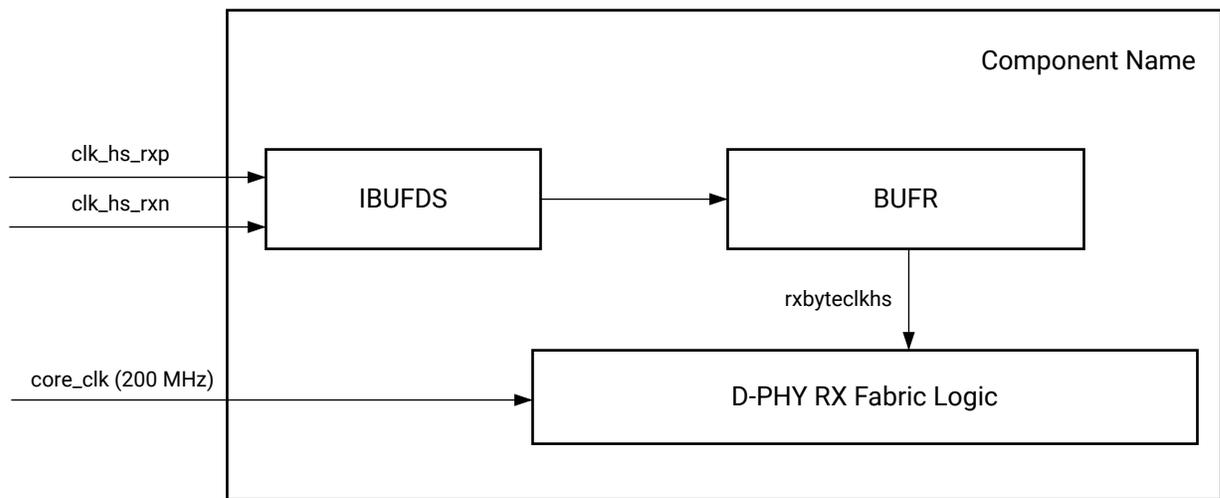 Component Name
clk_hs_rxp
clk_hs_rxn
IBUFDS
BUFR
rxbyteclkhs
core_clk (200 MHz)
D-PHY RX Fabric Logic